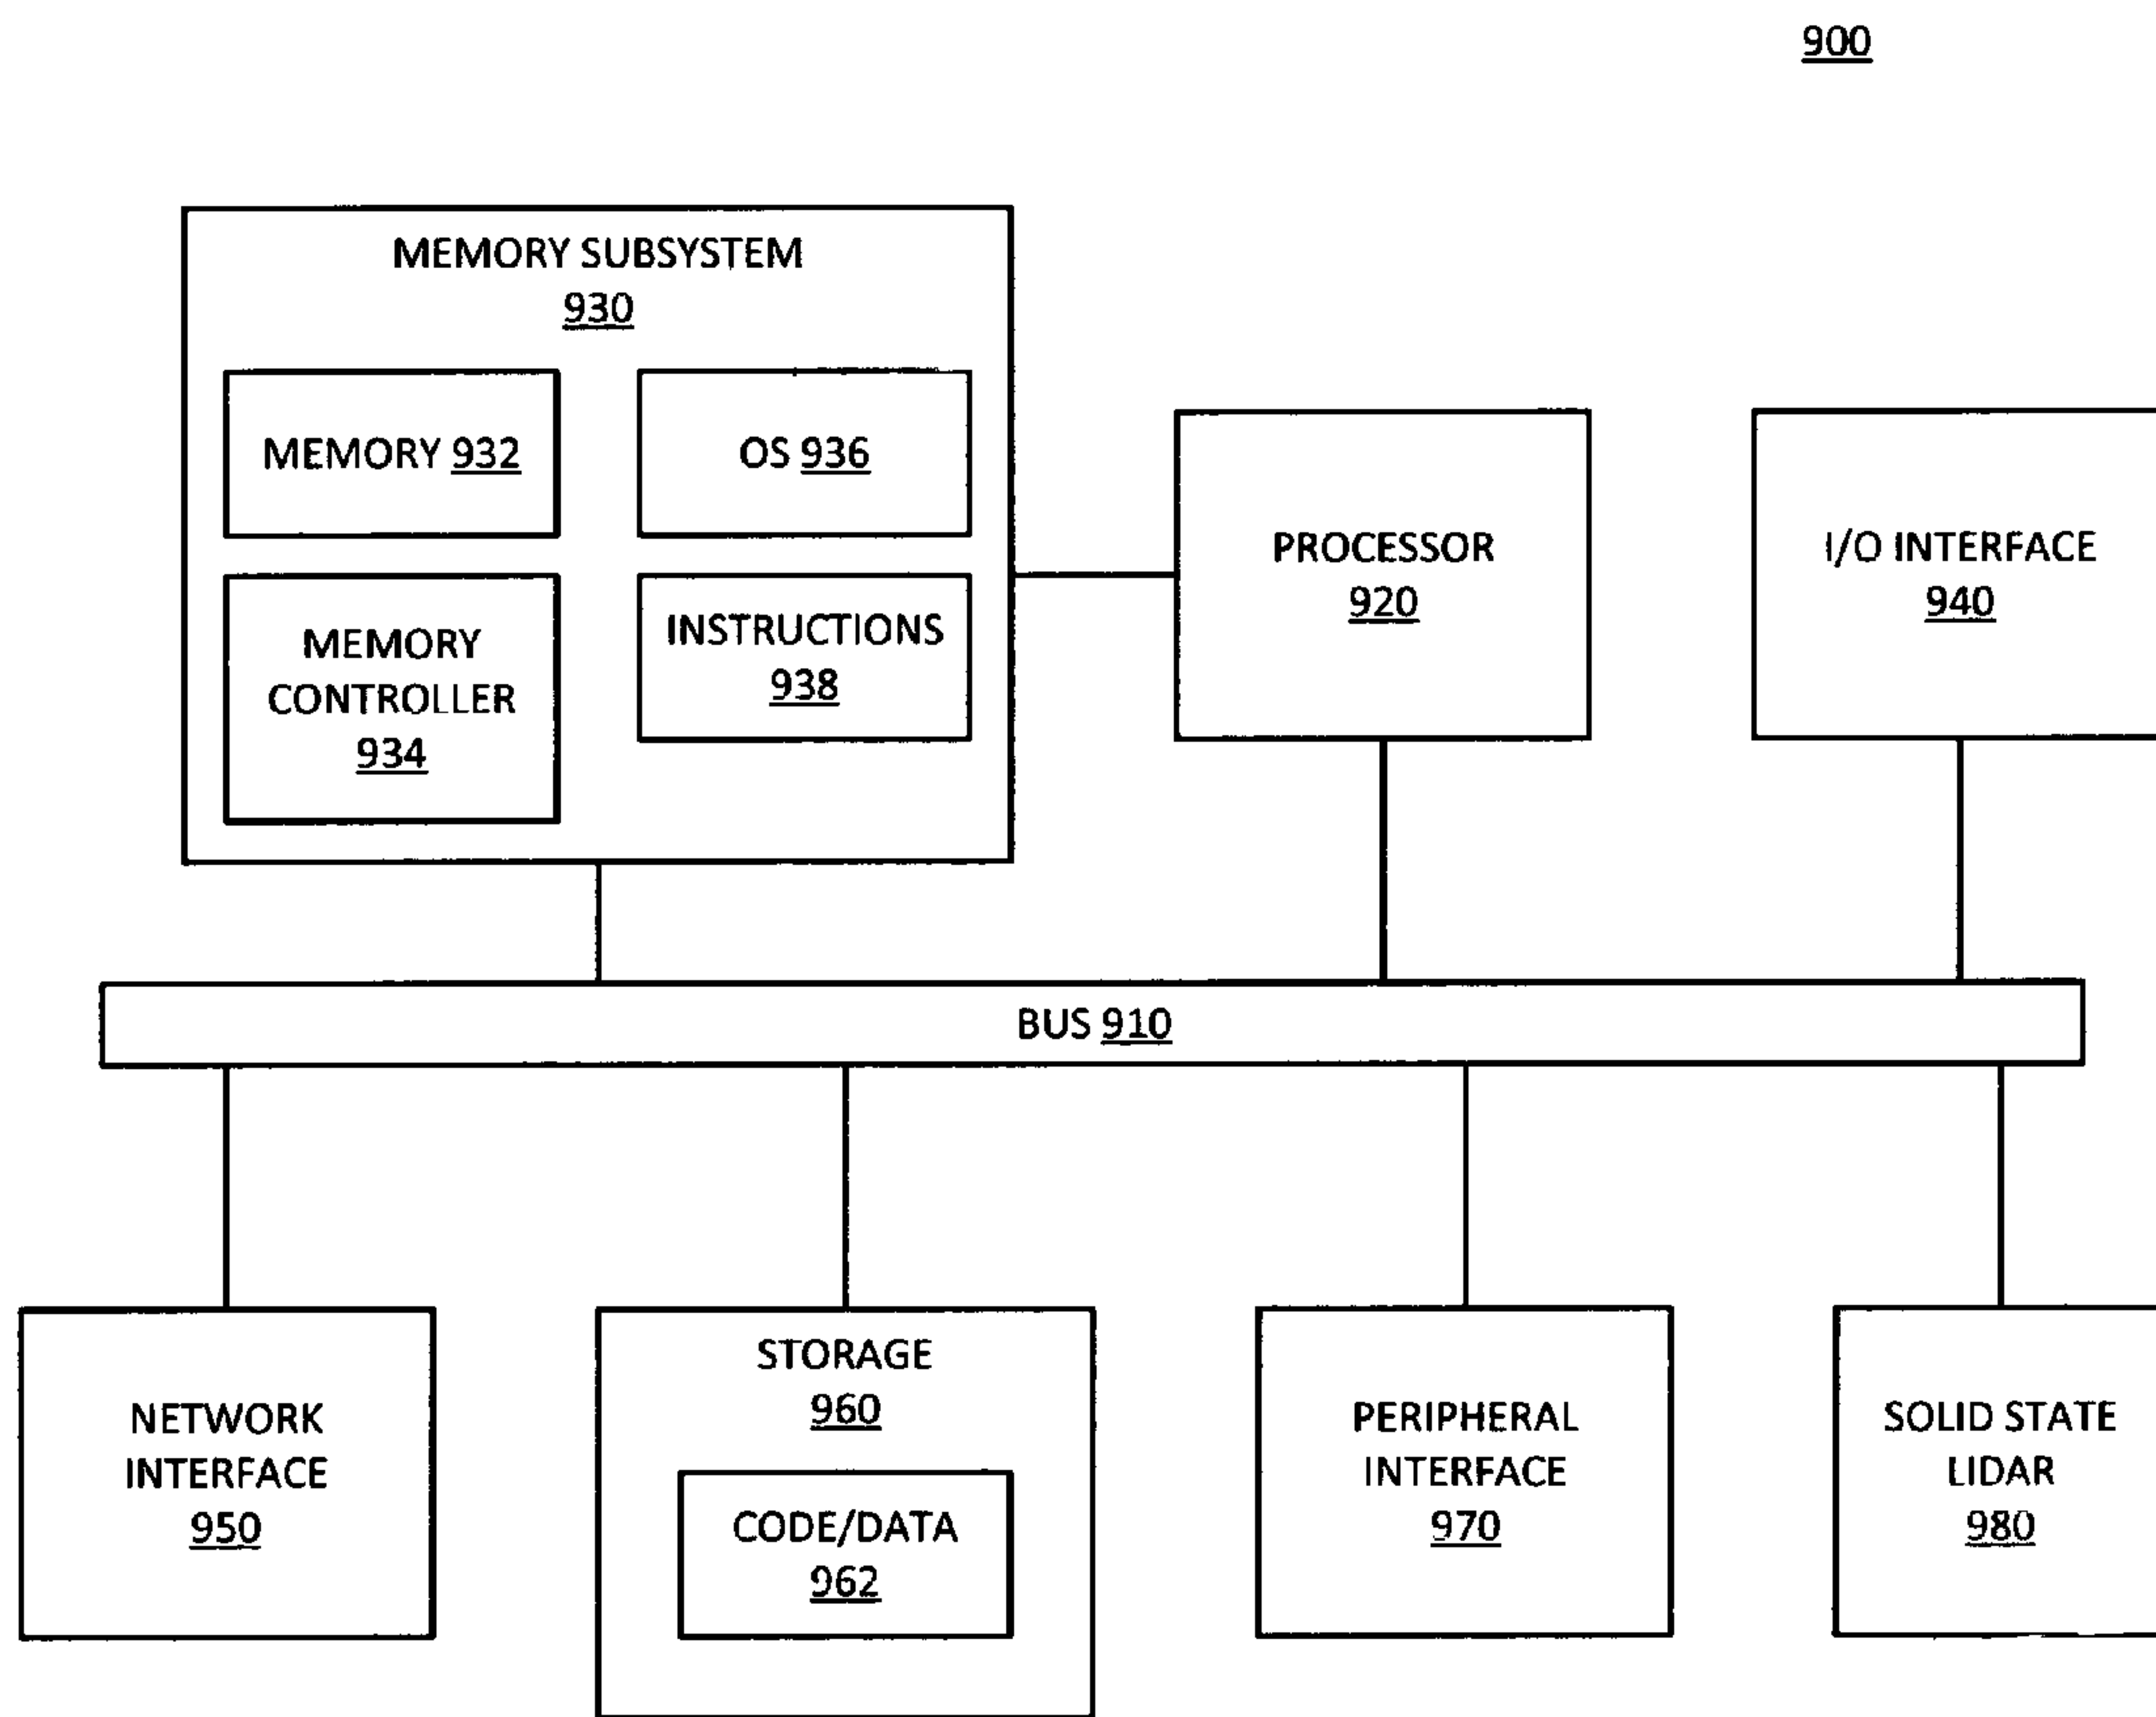 900
MEMORY SUBSYSTEM
930
MEMORY 932
OS 936
MEMORY
CONTROLLER
934
INSTRUCTIONS
938
PROCESSOR
920
I/O INTERFACE
940
BUS 910
NETWORK
INTERFACE
950
STORAGE
960
CODE/DATA
962
PERIPHERAL
INTERFACE
970
SOLID STATE
LIDAR
980